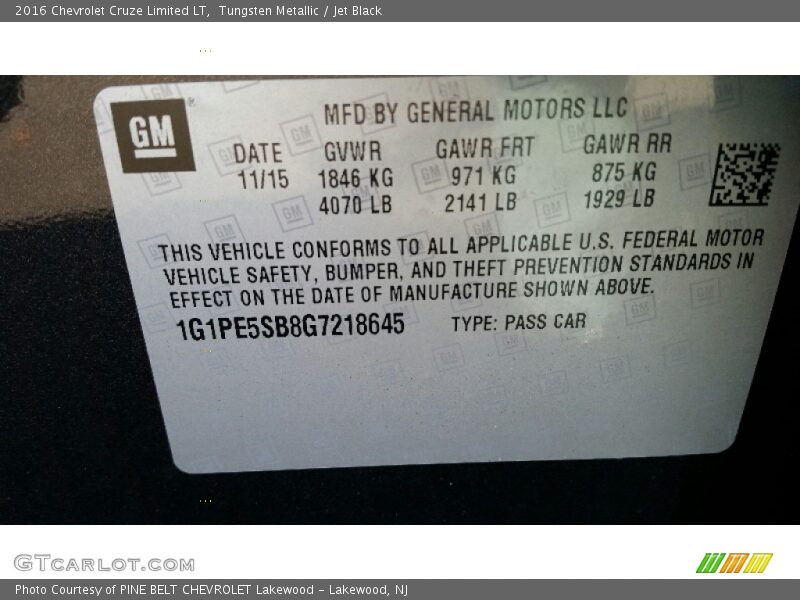 2016 Chevrolet Cruze Limited LT,  Tungsten Metallic / Jet Black
GM
MFD BY GENERAL MOTORS LLC
DATE GVWR GAWR FRT GAWR RR
11/15 1846 KG 971 KG 875 KG
4070 LB 2141 LB 1929 LB
THIS VEHICLE CONFORMS TO ALL APPLICABLE U.S. FEDERAL MOTOR
VEHICLE SAFETY, BUMPER, AND THEFT PREVENTION STANDARDS IN
EFFECT ON THE DATE OF MANUFACTURE SHOWN ABOVE.
1G1PE5SB8G7218645 TYPE: PASS CAR
GTCARLOT.COM
Photo Courtesy of PINE BELT CHEVROLET Lakewood - Lakewood, NJ